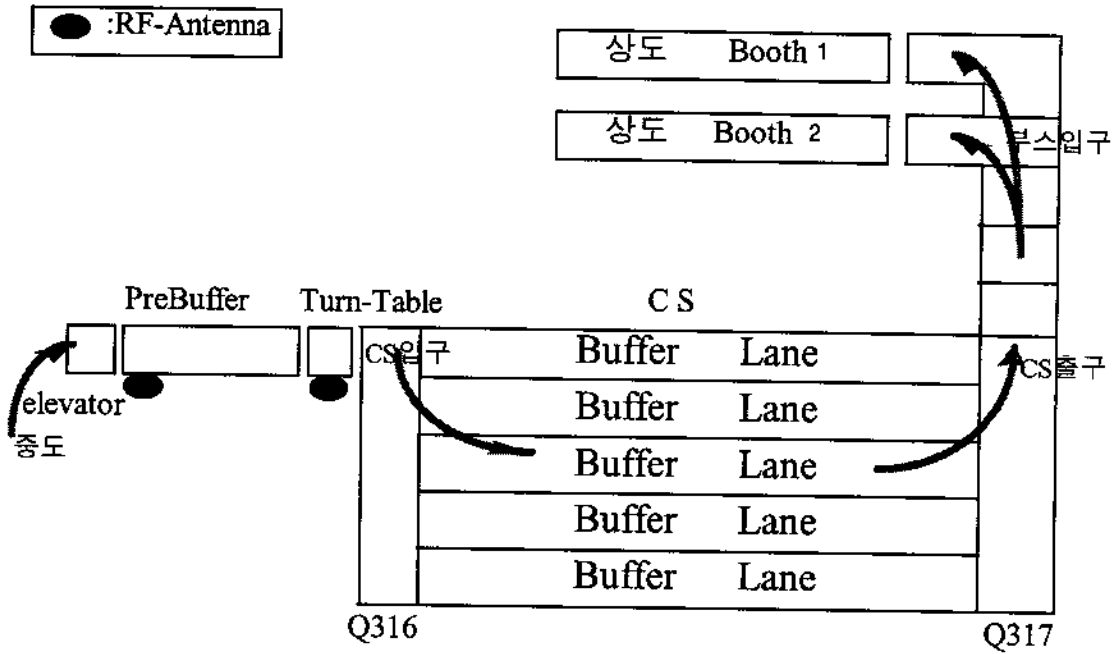 :RF-Antenna
상도 Booth 1
상도 Booth 2
부스입구
PreBuffer
Turn-Table
C S
CS입구
Buffer Lane
CS출구
elevator
중도
Buffer Lane
Buffer Lane
Buffer Lane
Buffer Lane
Q316
Q317